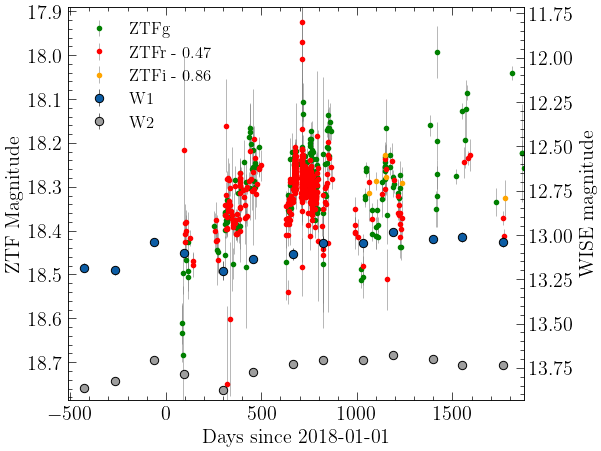 ZTFg
ZTFr - 0.47
ZTFi - 0.86
W1
W2
17.9
18.0
18.1
18.2
18.3
18.4
18.5
18.6
18.7
ZTF Magnitude
11.75
12.00
12.25
12.50
12.75
13.00
13.25
13.50
13.75
WISE magnitude
−500
0
500
1000
1500
Days since 2018-01-01